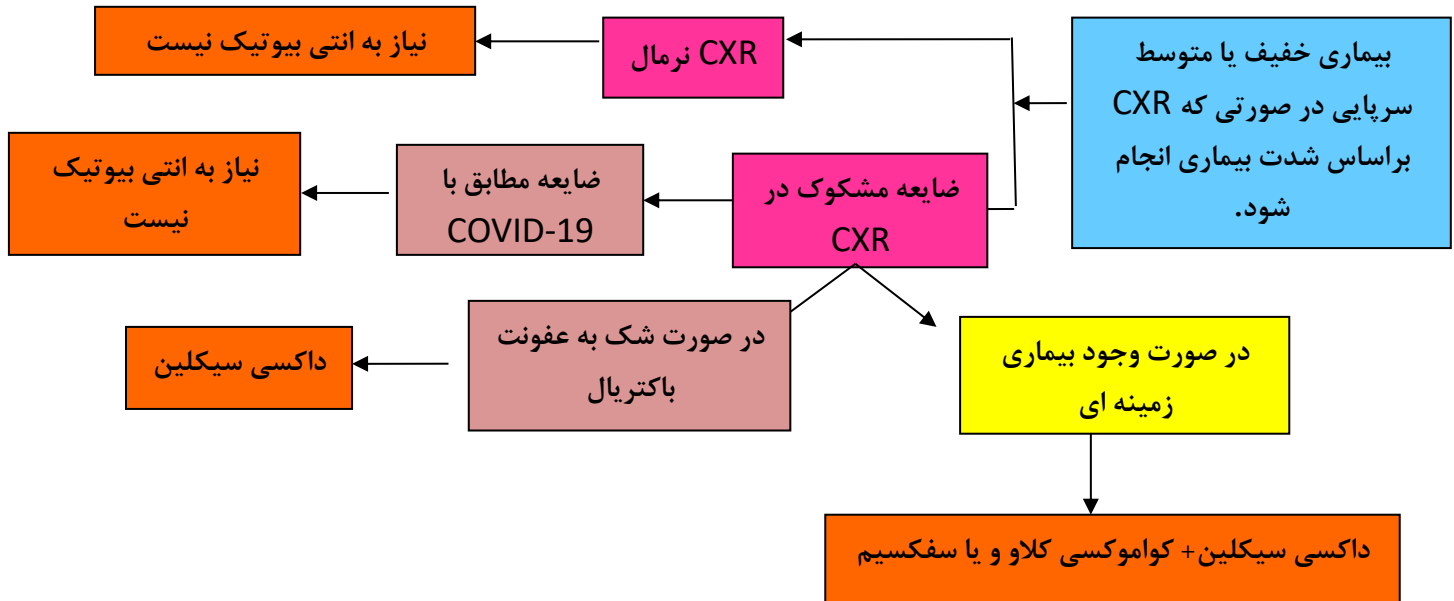 بیماری خفیف یا متوسط
سرپایی در صورتی که CXR
براساس شدت بیماری انجام
شود.
CXR نرمال
نیاز به انتی بیوتیک نیست
ضایعه مشکوک در
CXR
ضایعه مطابق با
COVID-19
نیاز به انتی بیوتیک
نیست
در صورت شک به عفونت
باکتریال
داکسی سیکلین
در صورت وجود بیماری
زمینه ای
داکسی سیکلین+ کواموکسی کلاو و یا سفکسیم